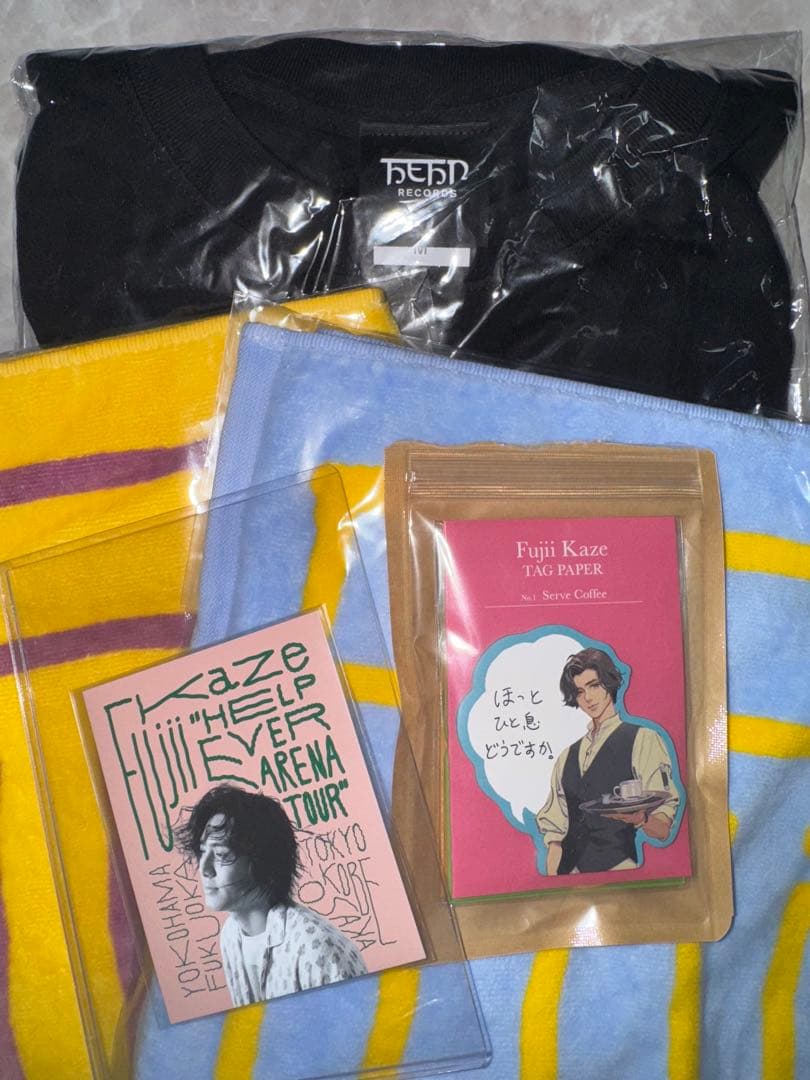 HEHN
RECORDS
M
Fujii Kaze
TAG PAPER
No.1 Serve Coffee
ほっと
ひと息
どうですか!
Fujii Kaze
"HELP
EVER
ARENA
TOUR"
YOKOHAMA
FUKUOKA
TOKYO
KOBE
OSAKA